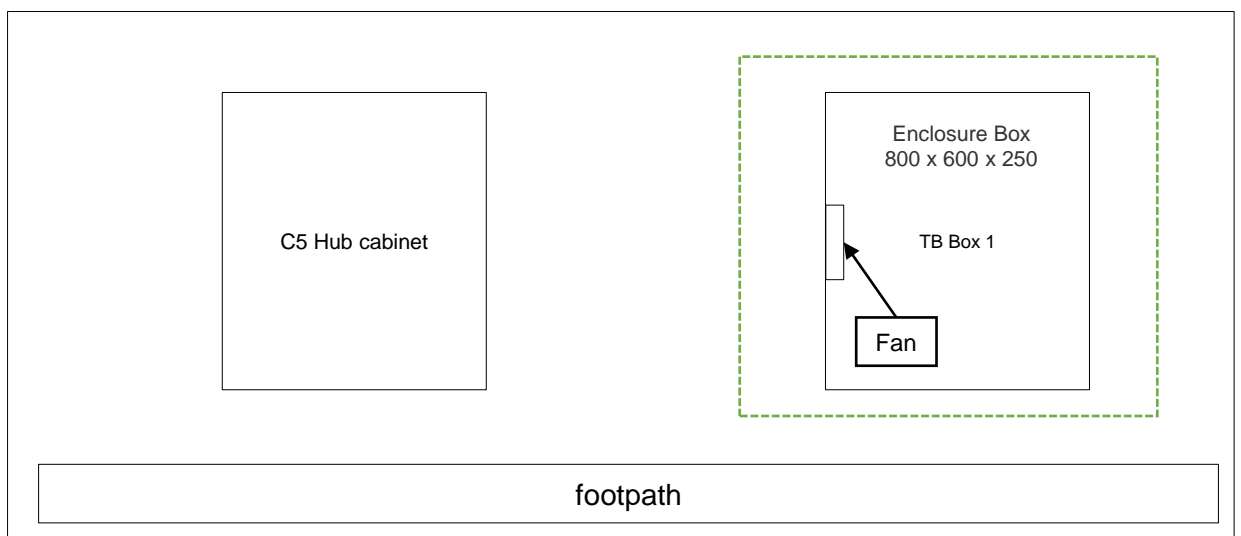 Enclosure Box
800 x 600 x 250
C5 Hub cabinet
TB Box 1
Fan
footpath